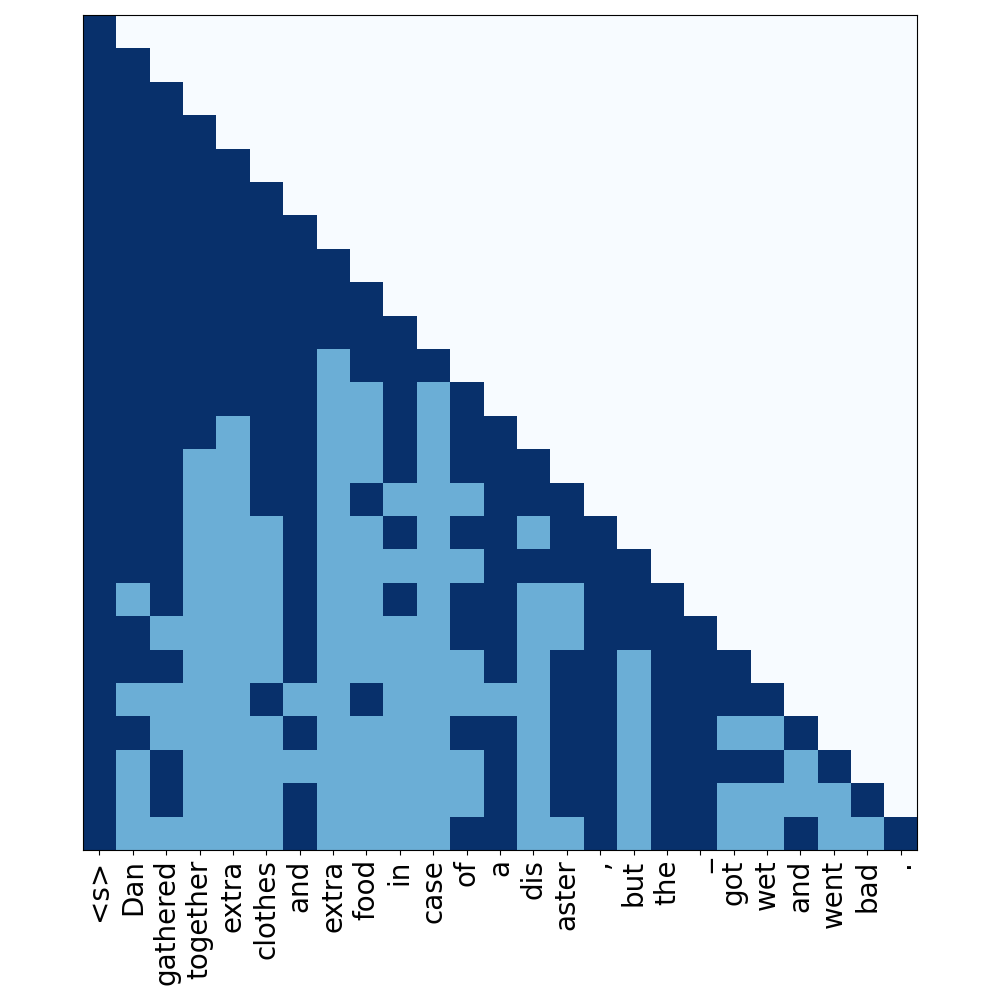 <s> Dan gathered together extra clothes and extra food in case of a dis aster , but the _ got wet and went bad .